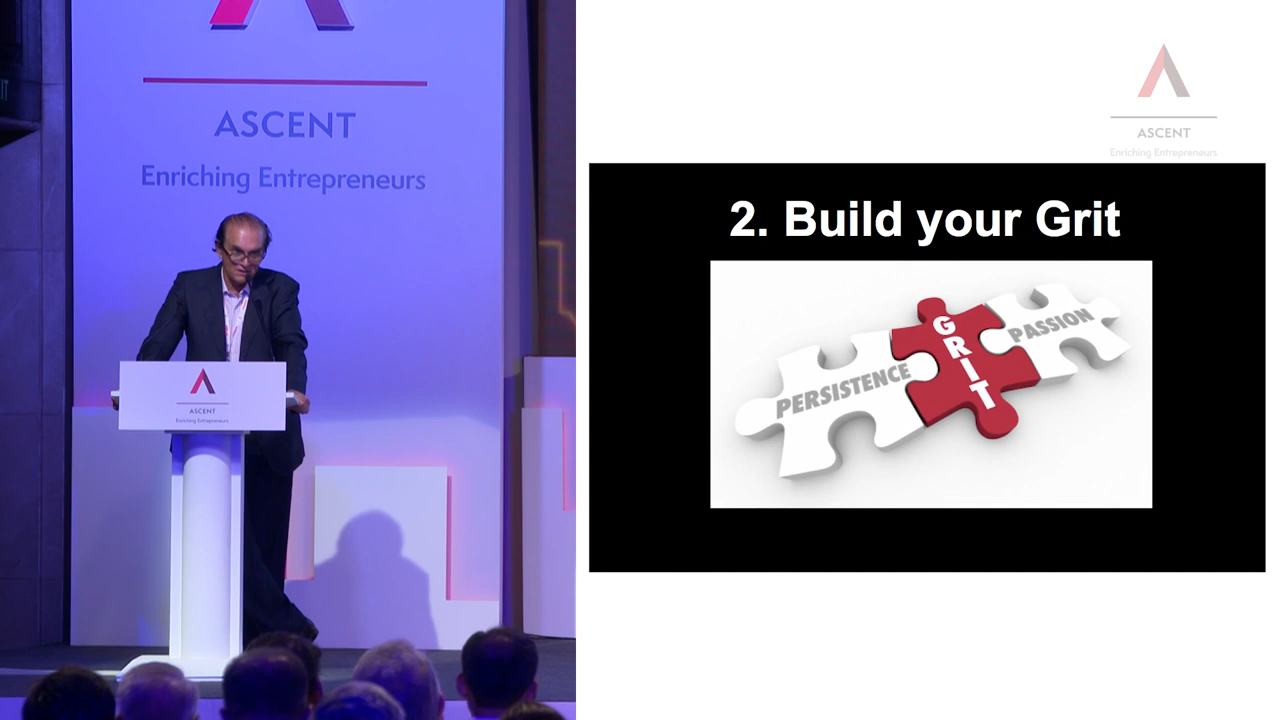 ASCENT
Enriching Entrepreneurs
ASCENT
Enriching Entrepreneurs
ASCENT
Enriching Entrepreneurs
2. Build your Grit
PERSISTENCE
GRIT
PASSION